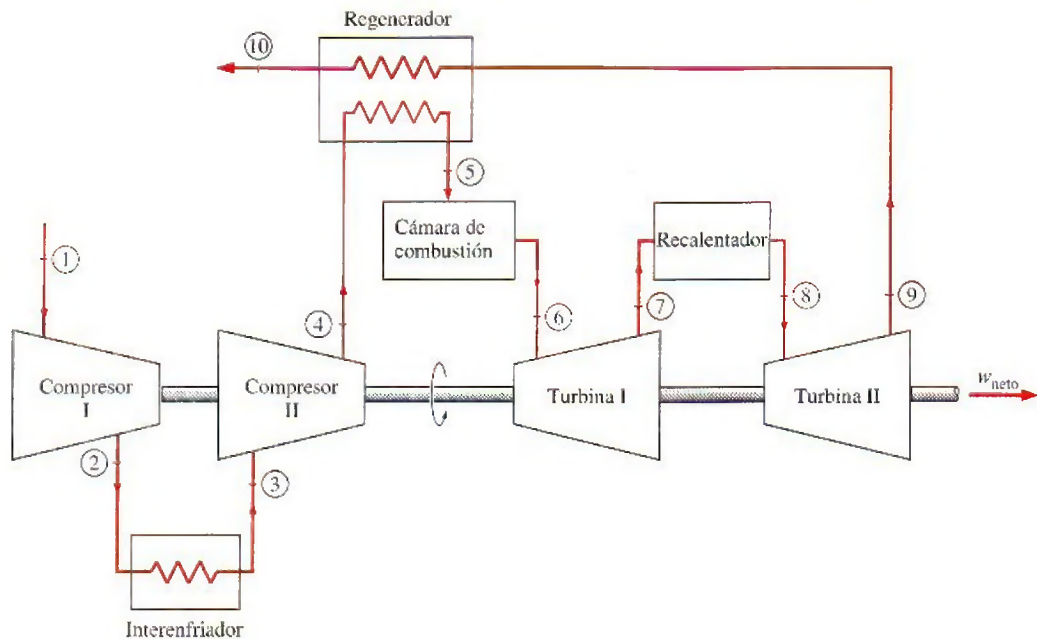 Regenerador
10
5
Cámara de
combustión
Recalentador
1
4
6
7
8
9
Compresor
I
Compresor
II
Turbina I
Turbina II
wneto
2
3
Interenfriador